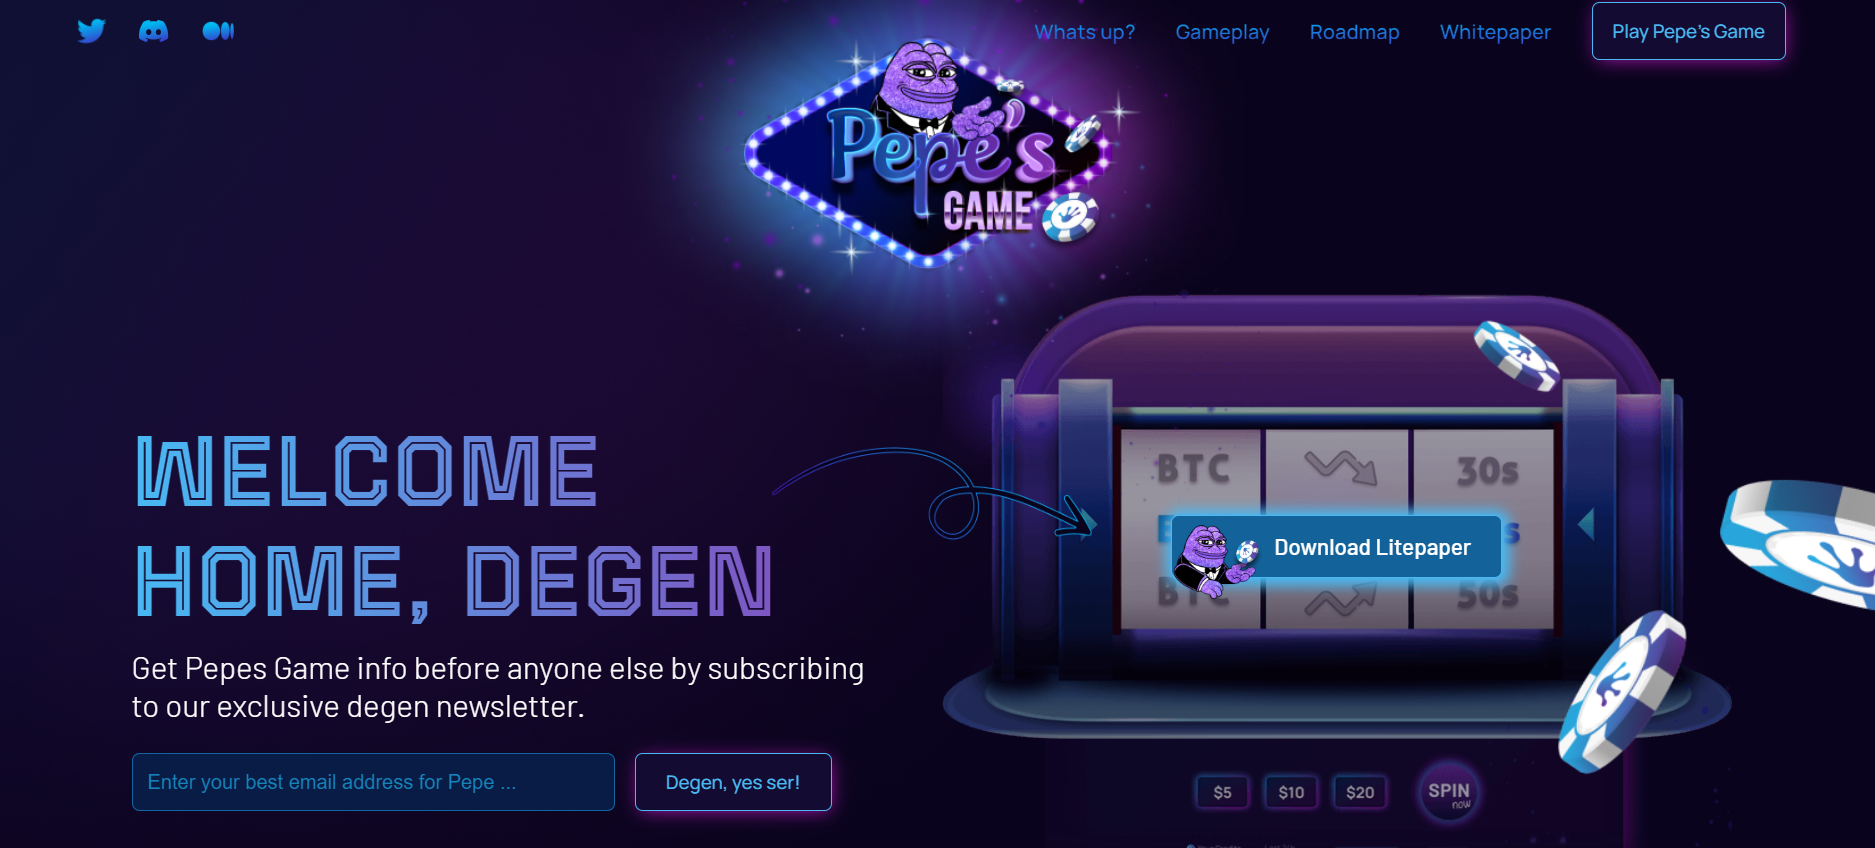 Whats up?
Gameplay
Roadmap
Whitepaper
Play Pepe's Game
Pepe's
GAME
WELCOME
HOME, DEGEN
Get Pepes Game info before anyone else by subscribing
to our exclusive degen newsletter.
Enter your best email address for Pepe ...
Degen, yes ser!
BTC
30s
Download Litepaper
BTC
50s
$5
$10
$20
SPIN
now